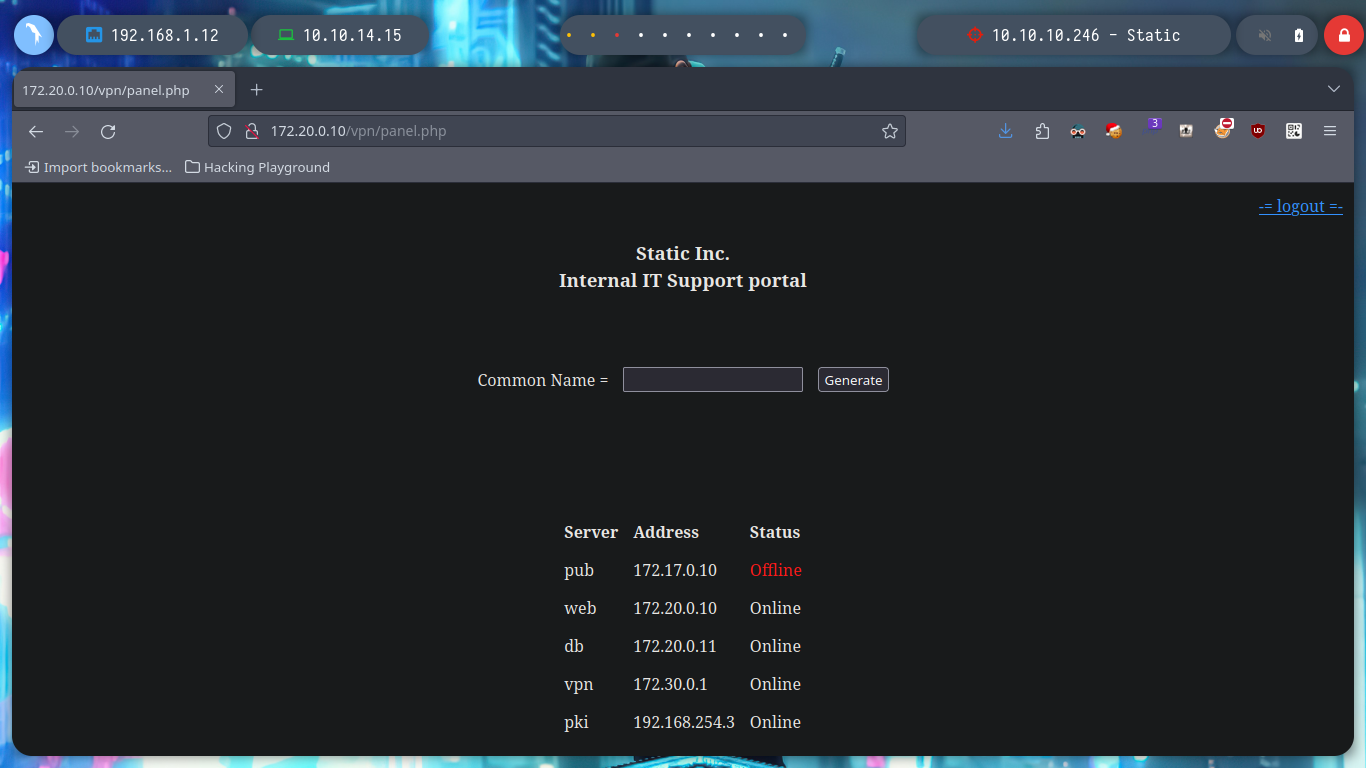 192.168.1.12
10.10.14.15
10.10.10.246 - Static
172.20.0.10/vpn/panel.php
172.20.0.10/vpn/panel.php
3
Import bookmarks...
Hacking Playground
-= logout =-
Static Inc.
Internal IT Support portal
Common Name =
Generate
Server Address Status
pub 172.17.0.10 Offline
web 172.20.0.10 Online
db 172.20.0.11 Online
vpn 172.30.0.1 Online
pki 192.168.254.3 Online